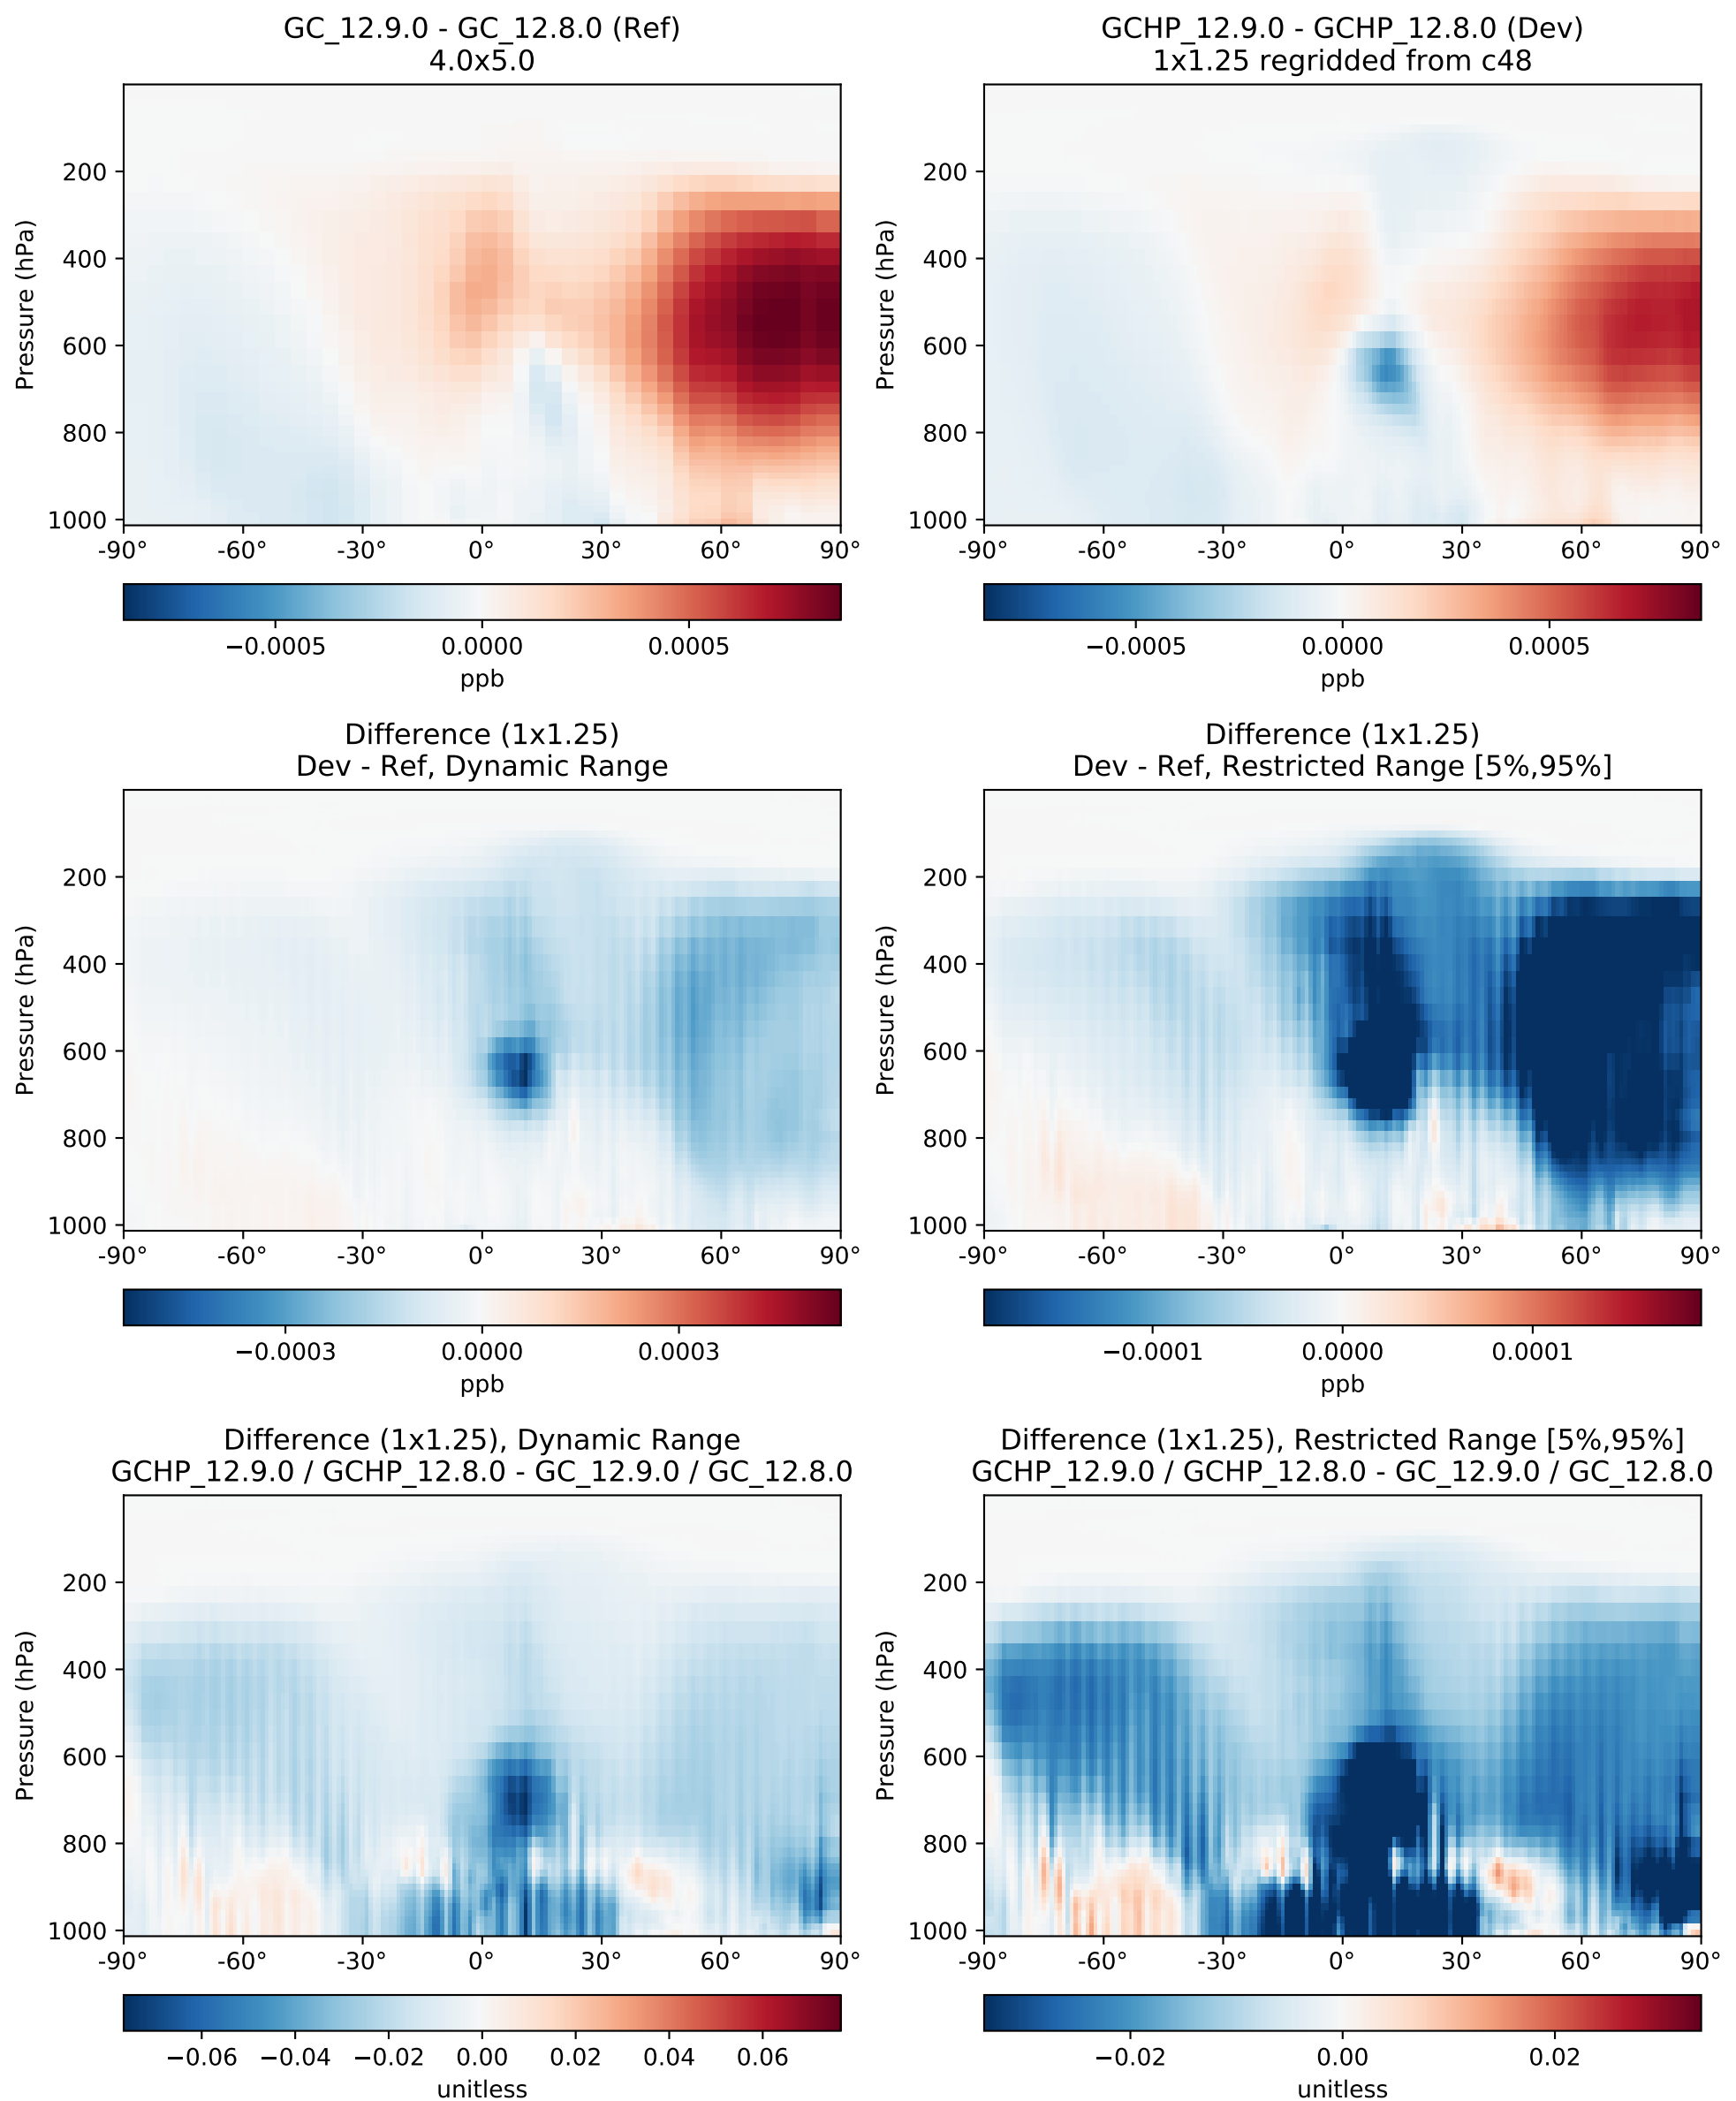 GC_12.9.0 - GC_12.8.0 (Ref)
4.0x5.0
Pressure (hPa)
200
400
600
800
1000
-90° -60° -30° 0° 30° 60° 90°
−0.0005 0.0000 0.0005
ppb
GCHP_12.9.0 - GCHP_12.8.0 (Dev)
1x1.25 regridded from c48
Pressure (hPa)
200
400
600
800
1000
-90° -60° -30° 0° 30° 60° 90°
−0.0005 0.0000 0.0005
ppb
Difference (1x1.25)
Dev - Ref, Dynamic Range
Pressure (hPa)
200
400
600
800
1000
-90° -60° -30° 0° 30° 60° 90°
−0.0003 0.0000 0.0003
ppb
Difference (1x1.25)
Dev - Ref, Restricted Range [5%,95%]
Pressure (hPa)
200
400
600
800
1000
-90° -60° -30° 0° 30° 60° 90°
−0.0001 0.0000 0.0001
ppb
Difference (1x1.25), Dynamic Range
GCHP_12.9.0 / GCHP_12.8.0 - GC_12.9.0 / GC_12.8.0
Pressure (hPa)
200
400
600
800
1000
-90° -60° -30° 0° 30° 60° 90°
−0.06 −0.04 −0.02 0.00 0.02 0.04 0.06
unitless
Difference (1x1.25), Restricted Range [5%,95%]
GCHP_12.9.0 / GCHP_12.8.0 - GC_12.9.0 / GC_12.8.0
Pressure (hPa)
200
400
600
800
1000
-90° -60° -30° 0° 30° 60° 90°
−0.02 0.00 0.02
unitless